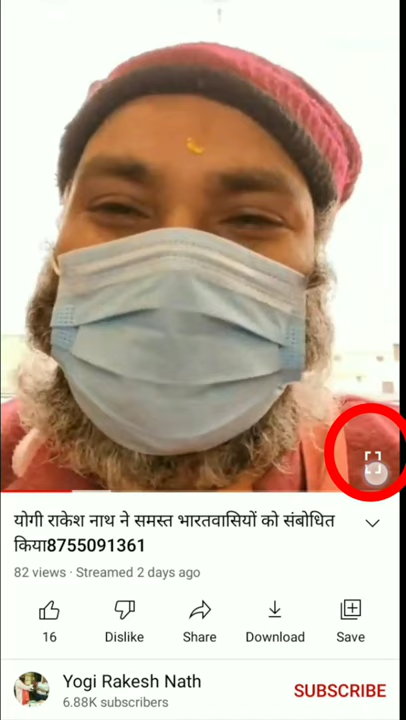 योगी राकेश नाथ ने समस्त भारतवासियों को संबोधित
किया8755091361
82 views · Streamed 2 days ago
16 Dislike Share Download Save
Yogi Rakesh Nath
6.88K subscribers
SUBSCRIBE